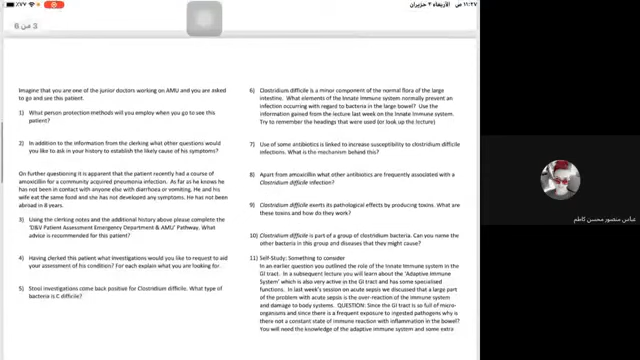 ٪٧٧
١١:٢٧ ص الأربعاء ٢ حزيران
3 من 8
Imagine that you are one of the junior doctors working on AMU and you are asked
to go and see this patient.
1) What person protection methods will you employ when you go to see this
patient?
2) In addition to the information from the clerking what other questions would
you like to ask in your history to establish the likely cause of his symptoms?
On further questioning it is apparent that the patient recently had a course of
amoxicillin for a community acquired pneumonia infection. As far as he knows he
has not been in contact with anyone else with diarrhoea or vomiting. He and his
wife eat the same food and she has not developed any symptoms. He has not
been abroad in 8 years.
3) Using the clerking notes and the additional history above please complete the
'D&V Patient Assessment Emergency Department & AMU' Pathway. What
advice is recommended for this patient?
4) Having clerked this patient what investigations would you like to request to aid
your assessment of his condition? For each explain what you are looking for.
5) Stool investigations come back positive for Clostridium difficile. What type of
bacteria is C difficile?
6) Clostridium difficile is a minor component of the normal flora of the large
intestine. What elements of the Innate Immune system normally prevent an
infection occurring with regard to bacteria in the large bowel? Use the
information gained from the lecture last week on the Innate Immune system.
Try to remember the headings that were used (or look up the lecture)
7) Use of some antibiotics is linked to increase susceptibility to clostridium difficile
infections. What is the mechanism behind this?
8) Apart from amoxicillin what other antibiotics are frequently associated with a
Clostridium difficile infection?
9) Clostridium difficile exerts its pathological effects by producing toxins. What are
these toxins and how do they work?
10) Clostridium difficile is part of a group of clostridium bacteria. Can you name the
other bacteria in this group and diseases that they might cause?
11) Self-Study: Something to consider
In an earlier question you outlined the role of the Innate Immune System in the
GI tract. In a subsequent lecture you will learn about the 'Adaptive Immune
System' which is also very active in the GI tract and has some specialised
functions. In last week's session on acute sepsis we discussed that a large
part of the problem with acute sepsis is the over-reaction of the immune system
and damage to body systems. QUESTION: Since the GI tract is so full of micro-
organisms and since there is a frequent exposure to ingested pathogens why is
there not a constant state of immune reaction with inflammation in the bowel?
You will need the knowledge of the adaptive immune system and some extra
عباس منصور محسن كاظم